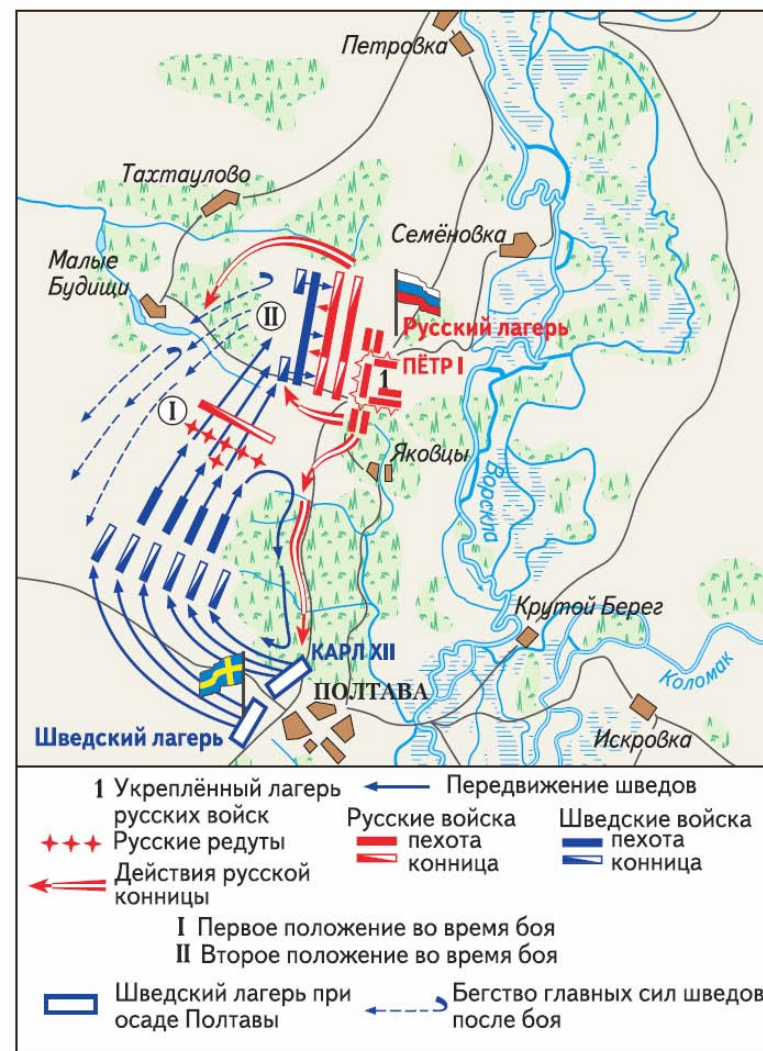 Петровка
Тахтаулово
Семёновка
Малые
Будищи
II
Русский лагерь
ПЁТР I
1
I
Яковцы
Ворскла
Крутой Берег
КАРЛ XII
Коломак
ПОЛТАВА
Шведский лагерь
Искровка
1 Укреплённый лагерь
русских войск
Передвижение шведов
Русские редуты
Русские войска
пехота
конница
Шведские войска
пехота
конница
Действия русской
конницы
I Первое положение во время боя
II Второе положение во время боя
Шведский лагерь при
осаде Полтавы
Бегство главных сил шведов
после боя